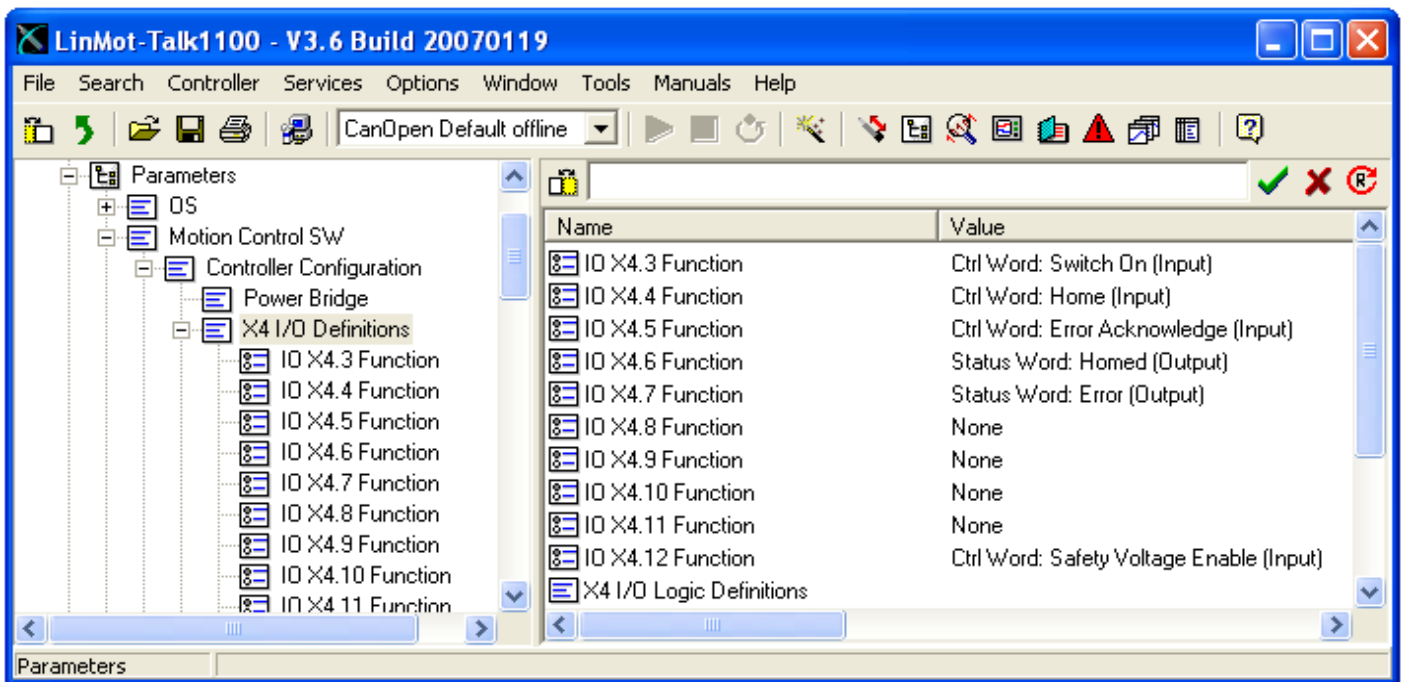 LinMot-Talk1100 - V3.6 Build 20070119
File Search Controller Services Options Window Tools Manuals Help
CanOpen Default offline
Parameters
OS
Motion Control SW
Controller Configuration
Power Bridge
X4 I/O Definitions
IO X4.3 Function
IO X4.4 Function
IO X4.5 Function
IO X4.6 Function
IO X4.7 Function
IO X4.8 Function
IO X4.9 Function
IO X4.10 Function
IO X4.11 Function
Name Value
IO X4.3 Function Ctrl Word: Switch On (Input)
IO X4.4 Function Ctrl Word: Home (Input)
IO X4.5 Function Ctrl Word: Error Acknowledge (Input)
IO X4.6 Function Status Word: Homed (Output)
IO X4.7 Function Status Word: Error (Output)
IO X4.8 Function None
IO X4.9 Function None
IO X4.10 Function None
IO X4.11 Function None
IO X4.12 Function Ctrl Word: Safety Voltage Enable (Input)
X4 I/O Logic Definitions
Parameters